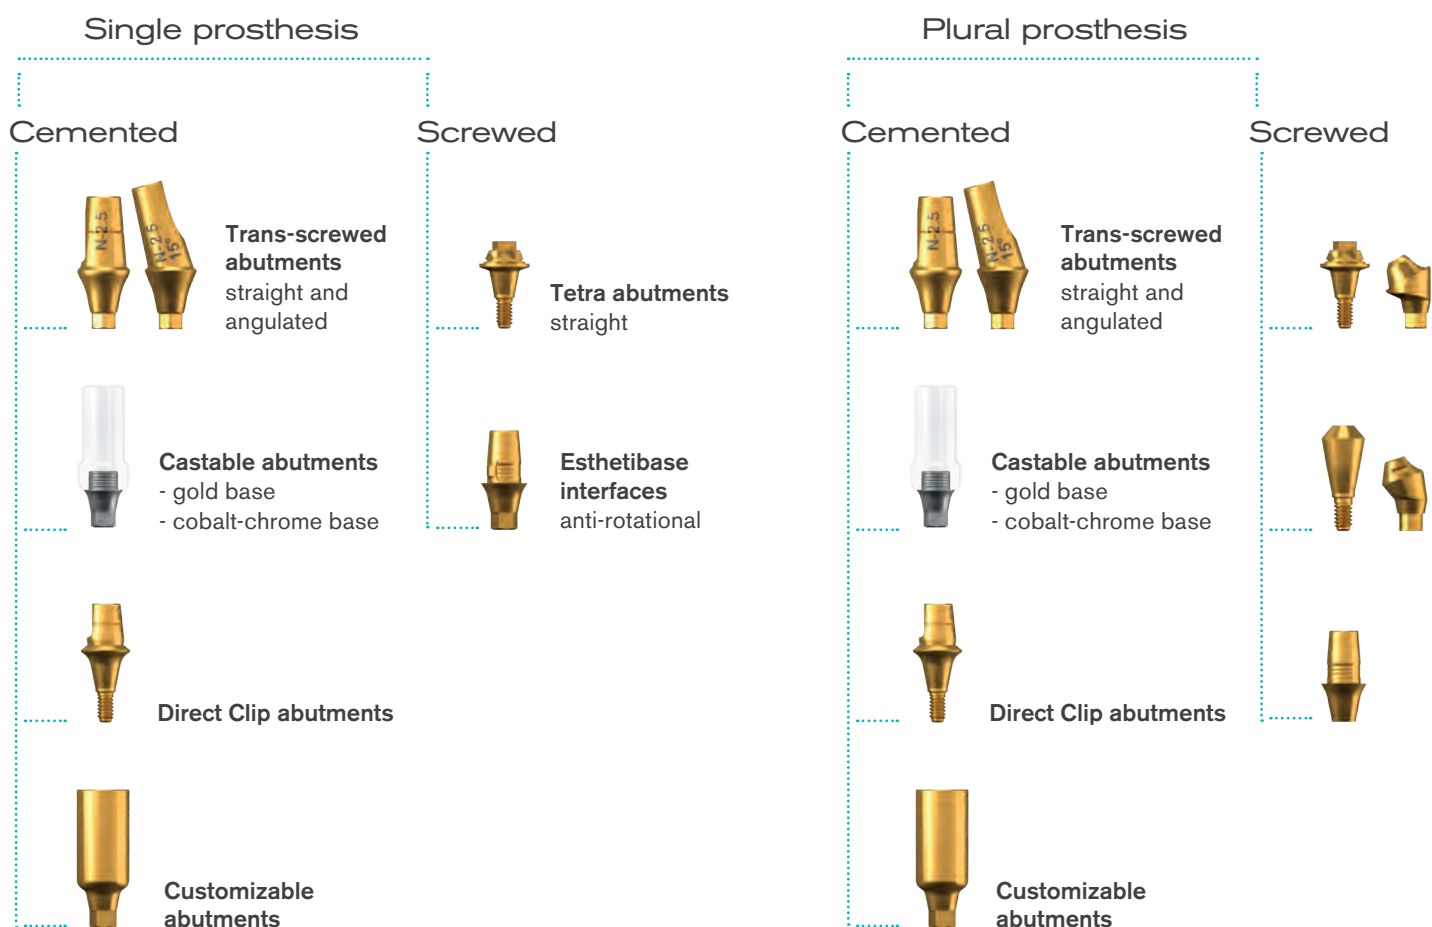 Single prosthesis
Cemented
N-2.5
N-2.5
15°
Trans-screwed
abutments
straight and
angulated
Castable abutments
- gold base
- cobalt-chrome base
Direct Clip abutments
Customizable
abutments
Screwed
Tetra abutments
straight
Esthetibase
interfaces
anti-rotational
Plural prosthesis
Cemented
N-2.5
N-2.5
15°
Trans-screwed
abutments
straight and
angulated
Castable abutments
- gold base
- cobalt-chrome base
Direct Clip abutments
Customizable
abutments
Screwed